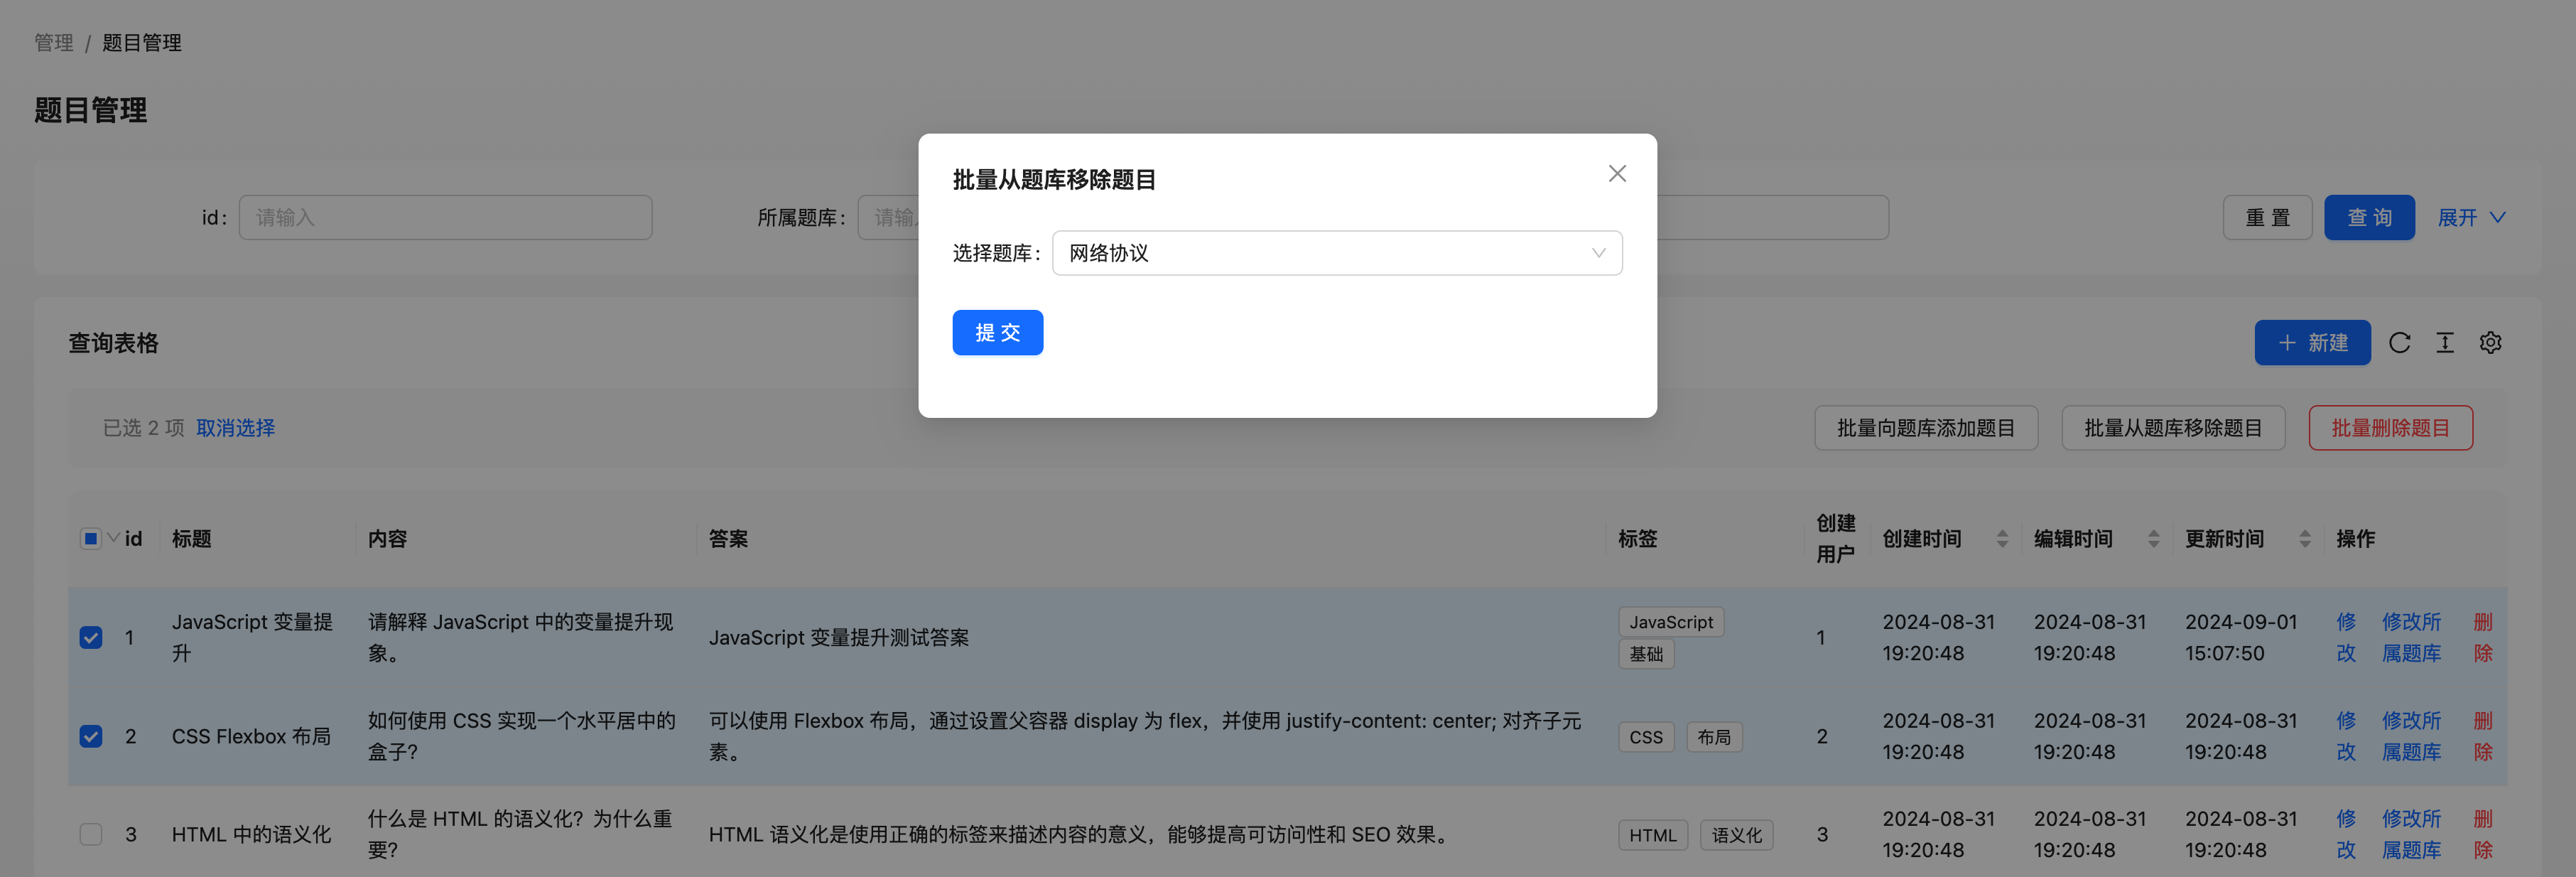 管理 / 题目管理
题目管理
批量从题库移除题目
id: 请输入
所属题库: 请输
重 置
查 询
展开
选择题库: 网络协议
提 交
查询表格
新建
已选 2 项 取消选择
批量向题库添加题目
批量从题库移除题目
批量删除题目
id 标题 内容 答案 标签 创建
用户 创建时间 编辑时间 更新时间 操作
1 JavaScript 变量提
升
请解释 JavaScript 中的变量提升现
象。
JavaScript 变量提升测试答案
JavaScript
基础
1
2024-08-31
19:20:48
2024-08-31
19:20:48
2024-09-01
15:07:50
修
改
修改所
属题库
删
除
2 CSS Flexbox 布局
如何使用 CSS 实现一个水平居中的
盒子?
可以使用 Flexbox 布局，通过设置父容器 display 为 flex，并使用 justify-content: center; 对齐子元
素。
CSS 布局
2
2024-08-31
19:20:48
2024-08-31
19:20:48
2024-08-31
19:20:48
修
改
修改所
属题库
删
除
3 HTML 中的语义化
什么是 HTML 的语义化？为什么重
要?
HTML 语义化是使用正确的标签来描述内容的意义，能够提高可访问性和 SEO 效果。
HTML 语义化
3
2024-08-31
19:20:48
2024-08-31
19:20:48
2024-08-31
19:20:48
修
改
修改所
属题库
删
除